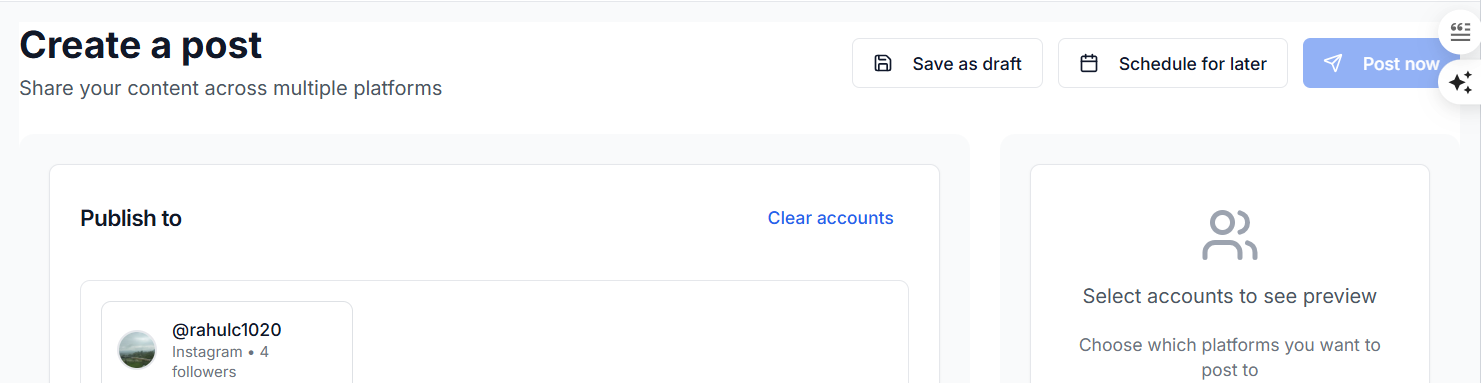 Create a post
Share your content across multiple platforms
Save as draft
Schedule for later
Post now
Publish to
Clear accounts
@rahulc1020
Instagram • 4
followers
Select accounts to see preview
Choose which platforms you want to
post to